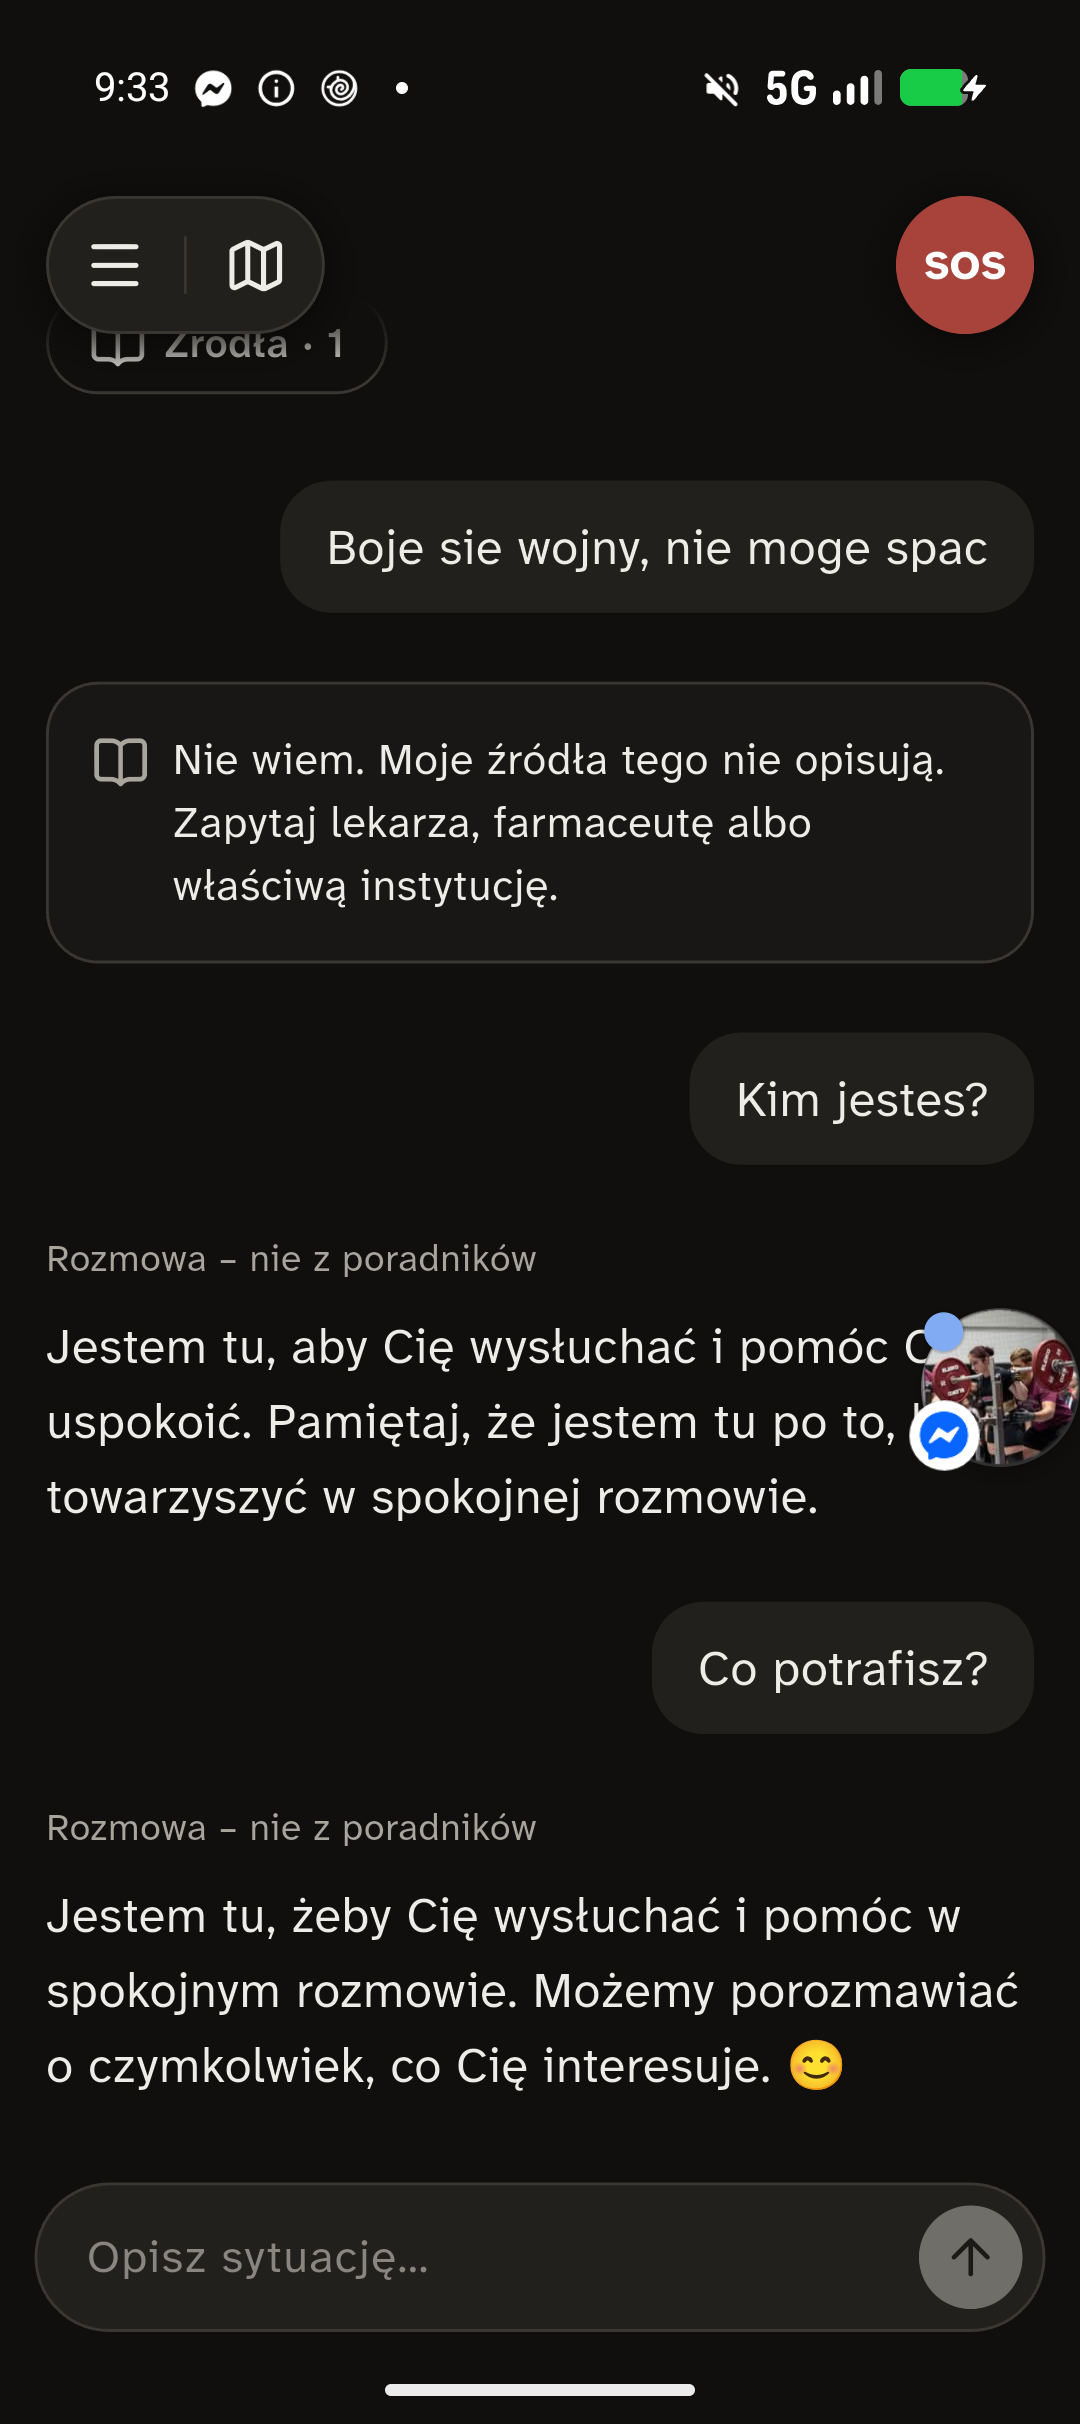 9:33
5G
SOS
Źródła · 1
Boje sie wojny, nie moge spac
Nie wiem. Moje źródła tego nie opisują.
Zapytaj lekarza, farmaceutę albo
właściwą instytucję.
Kim jestes?
Rozmowa – nie z poradników
Jestem tu, aby Cię wysłuchać i pomóc
uspokoić. Pamiętaj, że jestem tu po to,
towarzyszyć w spokojnej rozmowie.
Co potrafisz?
Rozmowa – nie z poradników
Jestem tu, żeby Cię wysłuchać i pomóc w
spokojnym rozmowie. Możemy porozmawiać
o czymkolwiek, co Cię interesuje. 😊
Opisz sytuację...